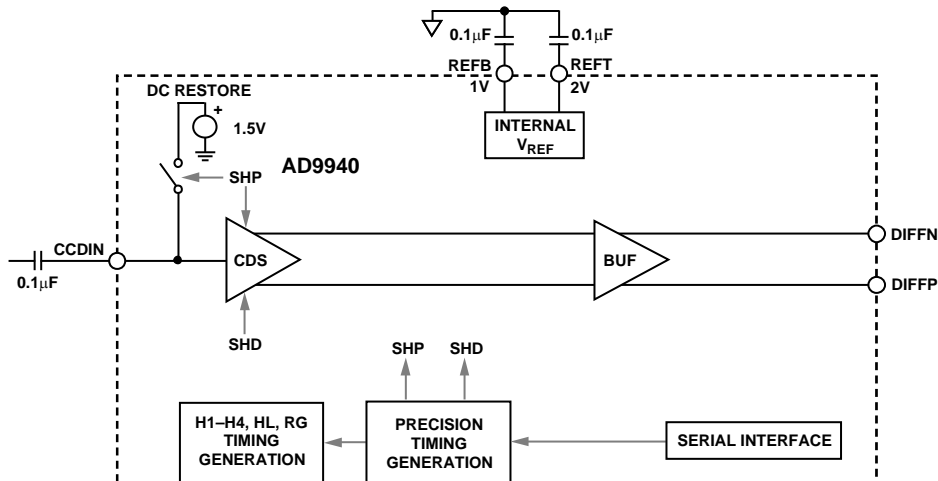 0.1μF
0.1μF
REFB
REFT
1V
2V
DC RESTORE
+
1.5V
INTERNAL
VREF
AD9940
SHP
CCDIN
0.1μF
CDS
BUF
DIFFN
DIFFP
SHD
SHP
SHD
H1–H4, HL, RG
TIMING
GENERATION
PRECISION
TIMING
GENERATION
SERIAL INTERFACE